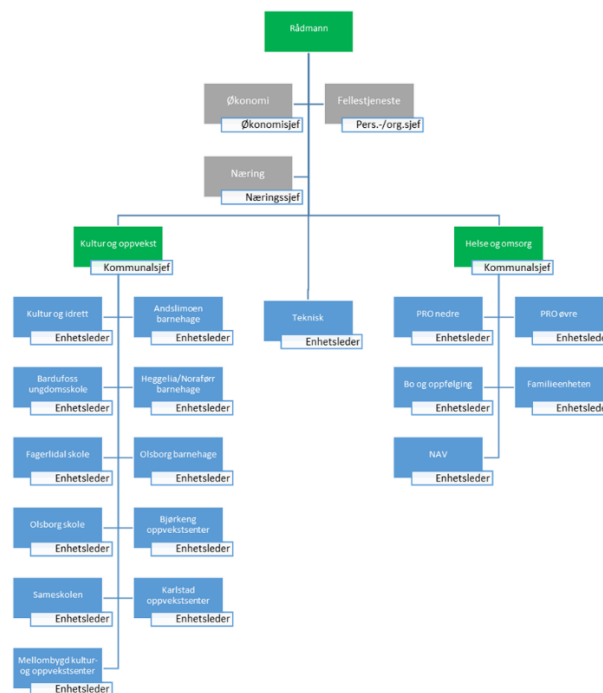 Rådmann
Økonomi
Økonomisjef
Fellestjeneste
Pers.-/org.sjef
Næring
Næringssjef
Kultur og oppvekst
Kommunalsjef
Helse og omsorg
Kommunalsjef
Teknisk
Enhetsleder
Kultur og idrett
Enhetsleder
Andslimoen
barnehage
Enhetsleder
Bardufoss
ungdomsskole
Enhetsleder
Heggelia/Noraførr
barnehage
Enhetsleder
Fagerlidal skole
Enhetsleder
Olsborg barnehage
Enhetsleder
Olsborg skole
Enhetsleder
Bjørkeng
oppvekstsenter
Enhetsleder
Sameskolen
Enhetsleder
Karlstad
oppvekstsenter
Enhetsleder
Mellombygd kultur-
og oppvekstsenter
Enhetsleder
PRO nedre
Enhetsleder
PRO øvre
Enhetslede
Bo og oppfølging
Enhetsleder
Familieenheten
Enhetslede
NAV
Enhetsleder